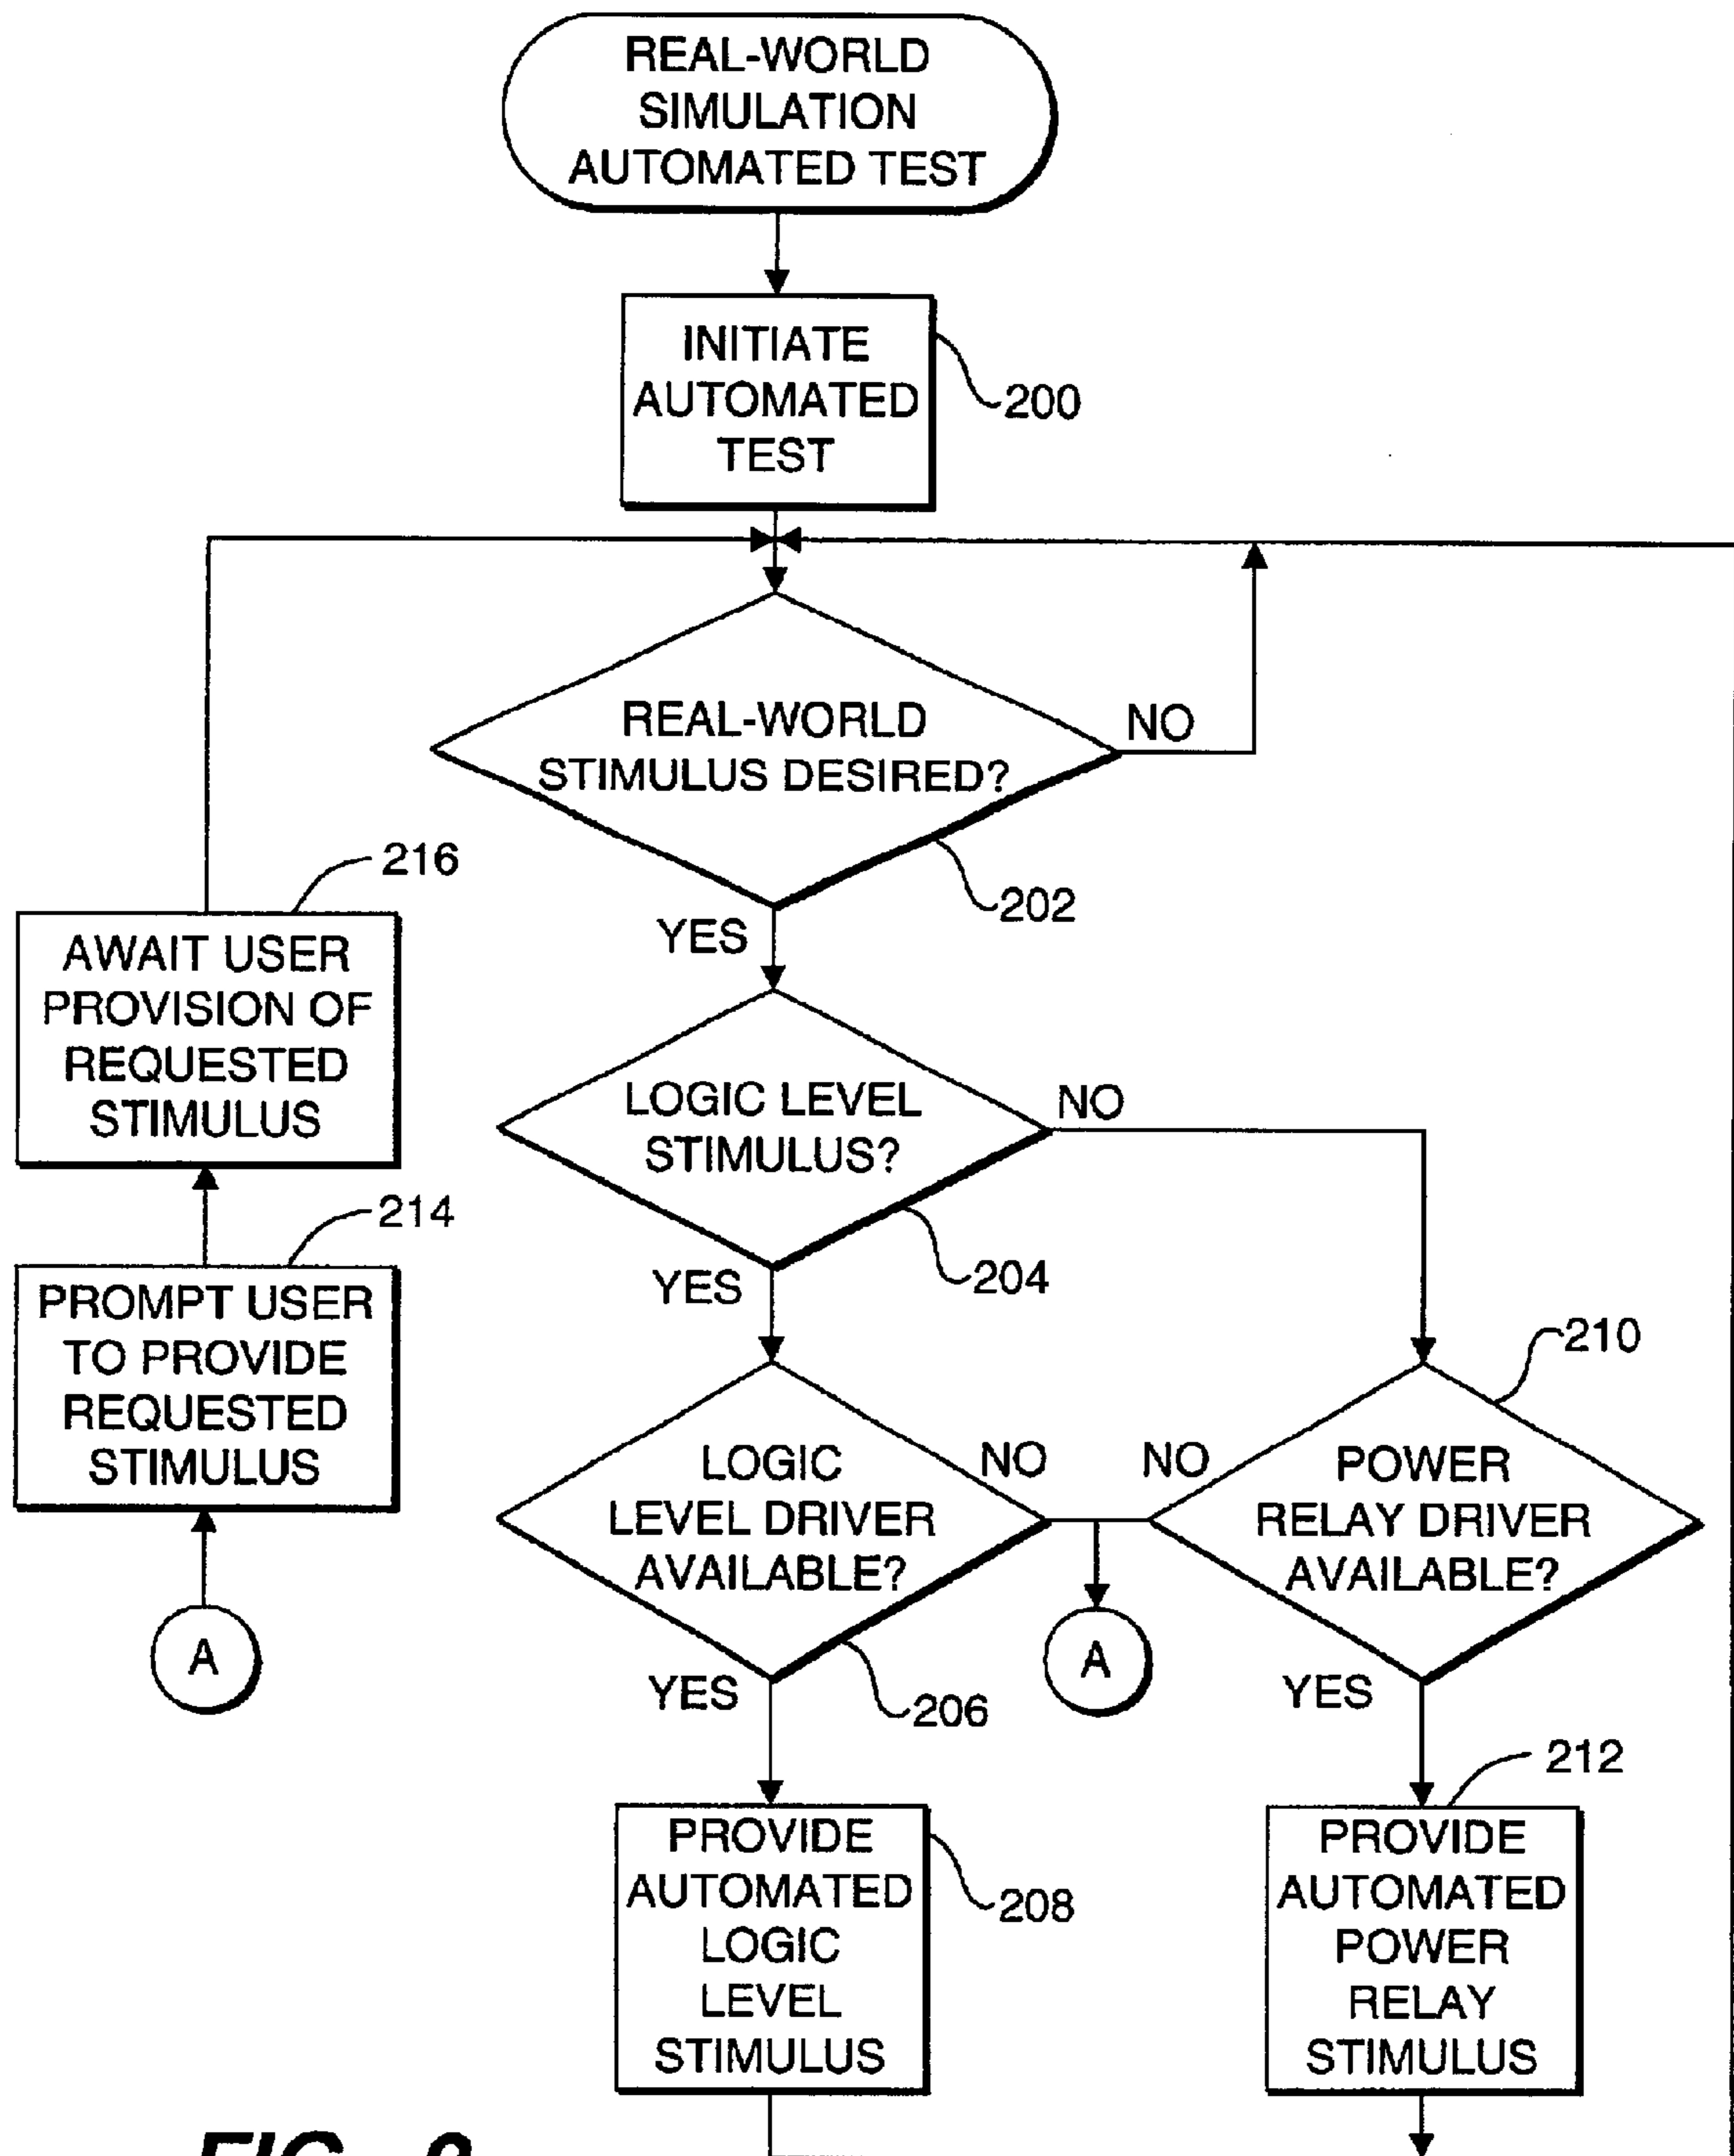 REAL-WORLD
SIMULATION
AUTOMATED TEST
INITIATE
AUTOMATED
TEST
200
REAL-WORLD
STIMULUS DESIRED?
NO
202
YES
216
AWAIT USER
PROVISION OF
REQUESTED
STIMULUS
LOGIC LEVEL
STIMULUS?
NO
204
YES
214
PROMPT USER
TO PROVIDE
REQUESTED
STIMULUS
A
LOGIC
LEVEL DRIVER
AVAILABLE?
NO
206
YES
A
210
NO
POWER
RELAY DRIVER
AVAILABLE?
YES
PROVIDE
AUTOMATED
LOGIC
LEVEL
STIMULUS
208
212
PROVIDE
AUTOMATED
POWER
RELAY
STIMULUS